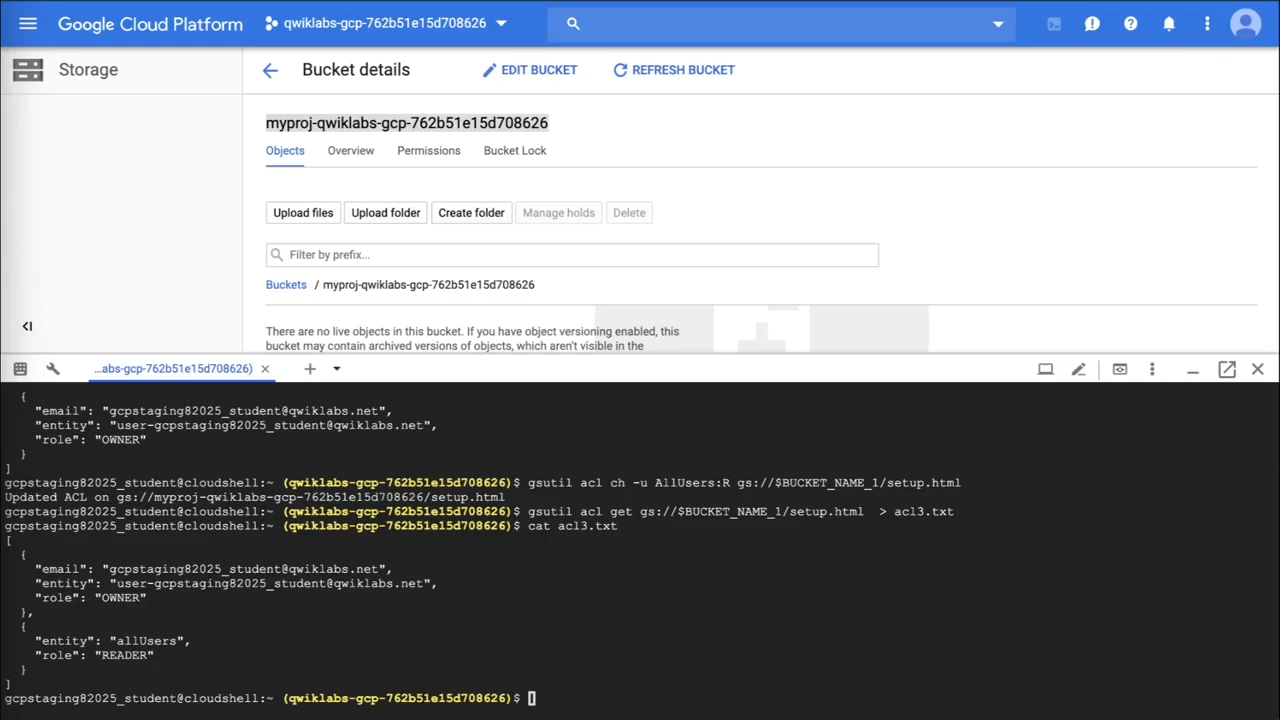 Google Cloud Platform
qwiklabs-gcp-762b51e15d708626
Storage
Bucket details
EDIT BUCKET
REFRESH BUCKET
myproj-qwiklabs-gcp-762b51e15d708626
Objects
Overview
Permissions
Bucket Lock
Upload files
Upload folder
Create folder
Manage holds
Delete
Filter by prefix...
Buckets / myproj-qwiklabs-gcp-762b51e15d708626
There are no live objects in this bucket. If you have object versioning enabled, this
bucket may contain archived versions of objects, which aren't visible in the
...abs-gcp-762b51e15d708626)
{
"email": "gcpstaging82025_student@qwiklabs.net",
"entity": "user-gcpstaging82025_student@qwiklabs.net",
"role": "OWNER"
}
]
gcpstaging82025_student@cloudshell:~ (qwiklabs-gcp-762b51e15d708626)$ gsutil acl ch -u AllUsers:R gs://$BUCKET_NAME_1/setup.html
Updated ACL on gs://myproj-qwiklabs-gcp-762b51e15d708626/setup.html
gcpstaging82025_student@cloudshell:~ (qwiklabs-gcp-762b51e15d708626)$ gsutil acl get gs://$BUCKET_NAME_1/setup.html  > acl3.txt
gcpstaging82025_student@cloudshell:~ (qwiklabs-gcp-762b51e15d708626)$ cat acl3.txt
[
{
"email": "gcpstaging82025_student@qwiklabs.net",
"entity": "user-gcpstaging82025_student@qwiklabs.net",
"role": "OWNER"
},
{
"entity": "allUsers",
"role": "READER"
}
]
gcpstaging82025_student@cloudshell:~ (qwiklabs-gcp-762b51e15d708626)$